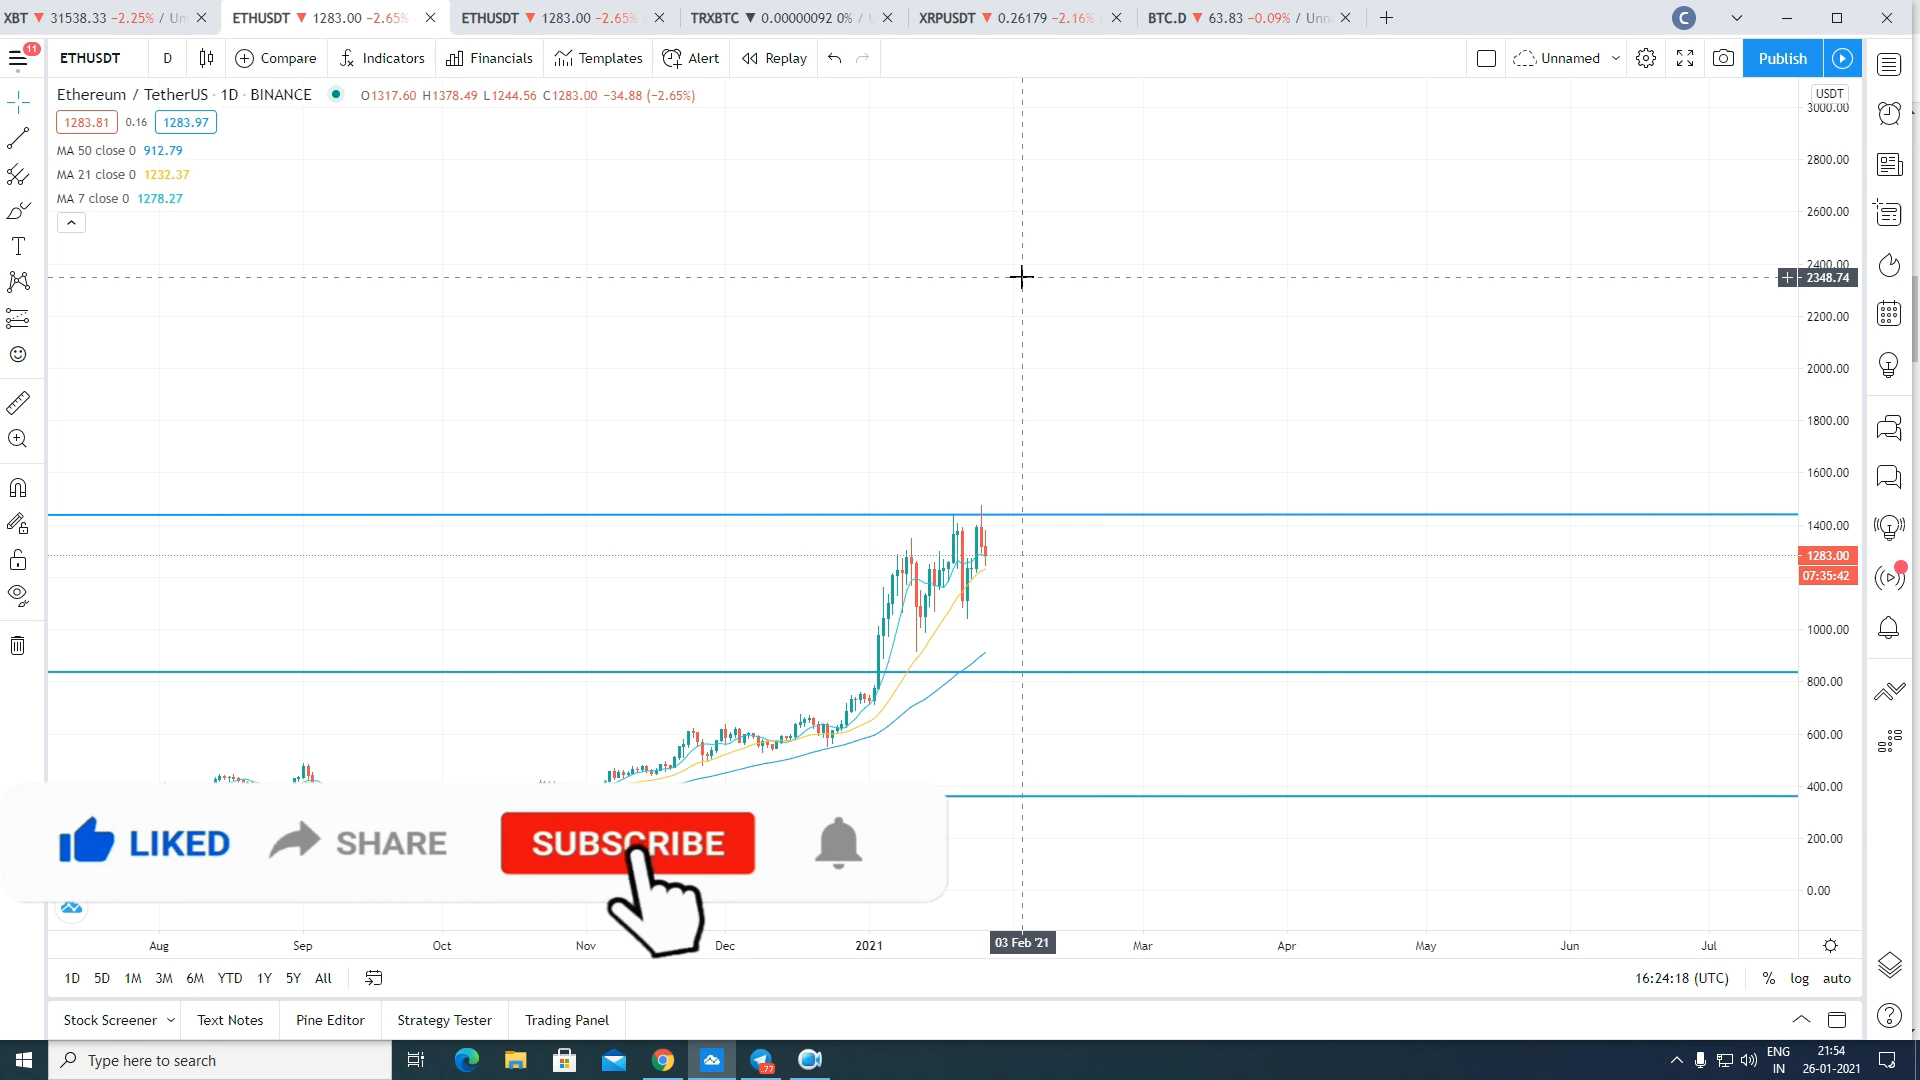 XBT ▼ 31538.33 −2.25% / Un
ETHUSDT ▼ 1283.00 −2.65%
ETHUSDT ▼ 1283.00 −2.65%
TRXBTC ▼ 0.00000092 0% / U
XRPUSDT ▼ 0.26179 −2.16%
BTC.D ▼ 63.83 −0.09% / Unn
C
11
ETHUSDT
D
Compare
Indicators
Financials
Templates
Alert
Replay
Unnamed
Publish
Ethereum / TetherUS · 1D · BINANCE O1317.60 H1378.49 L1244.56 C1283.00 −34.88 (−2.65%)
1283.81 0.16 1283.97
MA 50 close 0 912.79
MA 21 close 0 1232.37
MA 7 close 0 1278.27
USDT
3000.00
2800.00
2600.00
2400.00
2348.74
2200.00
2000.00
1800.00
1600.00
1400.00
1283.00
07:35:42
1000.00
800.00
600.00
400.00
200.00
0.00
LIKED SHARE SUBSCRIBE
Aug Sep Oct Nov Dec 2021 03 Feb '21 Mar Apr May Jun Jul
1D 5D 1M 3M 6M YTD 1Y 5Y All
16:24:18 (UTC) % log auto
Stock Screener Text Notes Pine Editor Strategy Tester Trading Panel
Type here to search
77
ENG
IN
21:54
26-01-2021